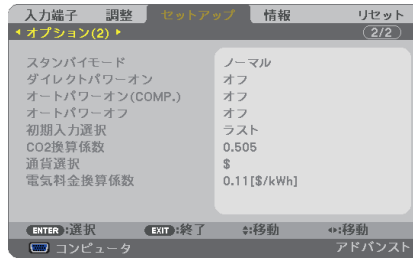 入力端子 調整 セットアップ 情報 リセット
オプション(2) 2/2
スタンバイモード ノーマル
ダイレクトパワーオン オフ
オートパワーオン(COMP.) オフ
オートパワーオフ オフ
初期入力選択 ラスト
CO2換算係数 0.505
通貨選択 $
電気料金換算係数 0.11[$/kWh]
ENTER:選択 EXIT:終了 :移動 :移動
コンピュータ アドバンスト